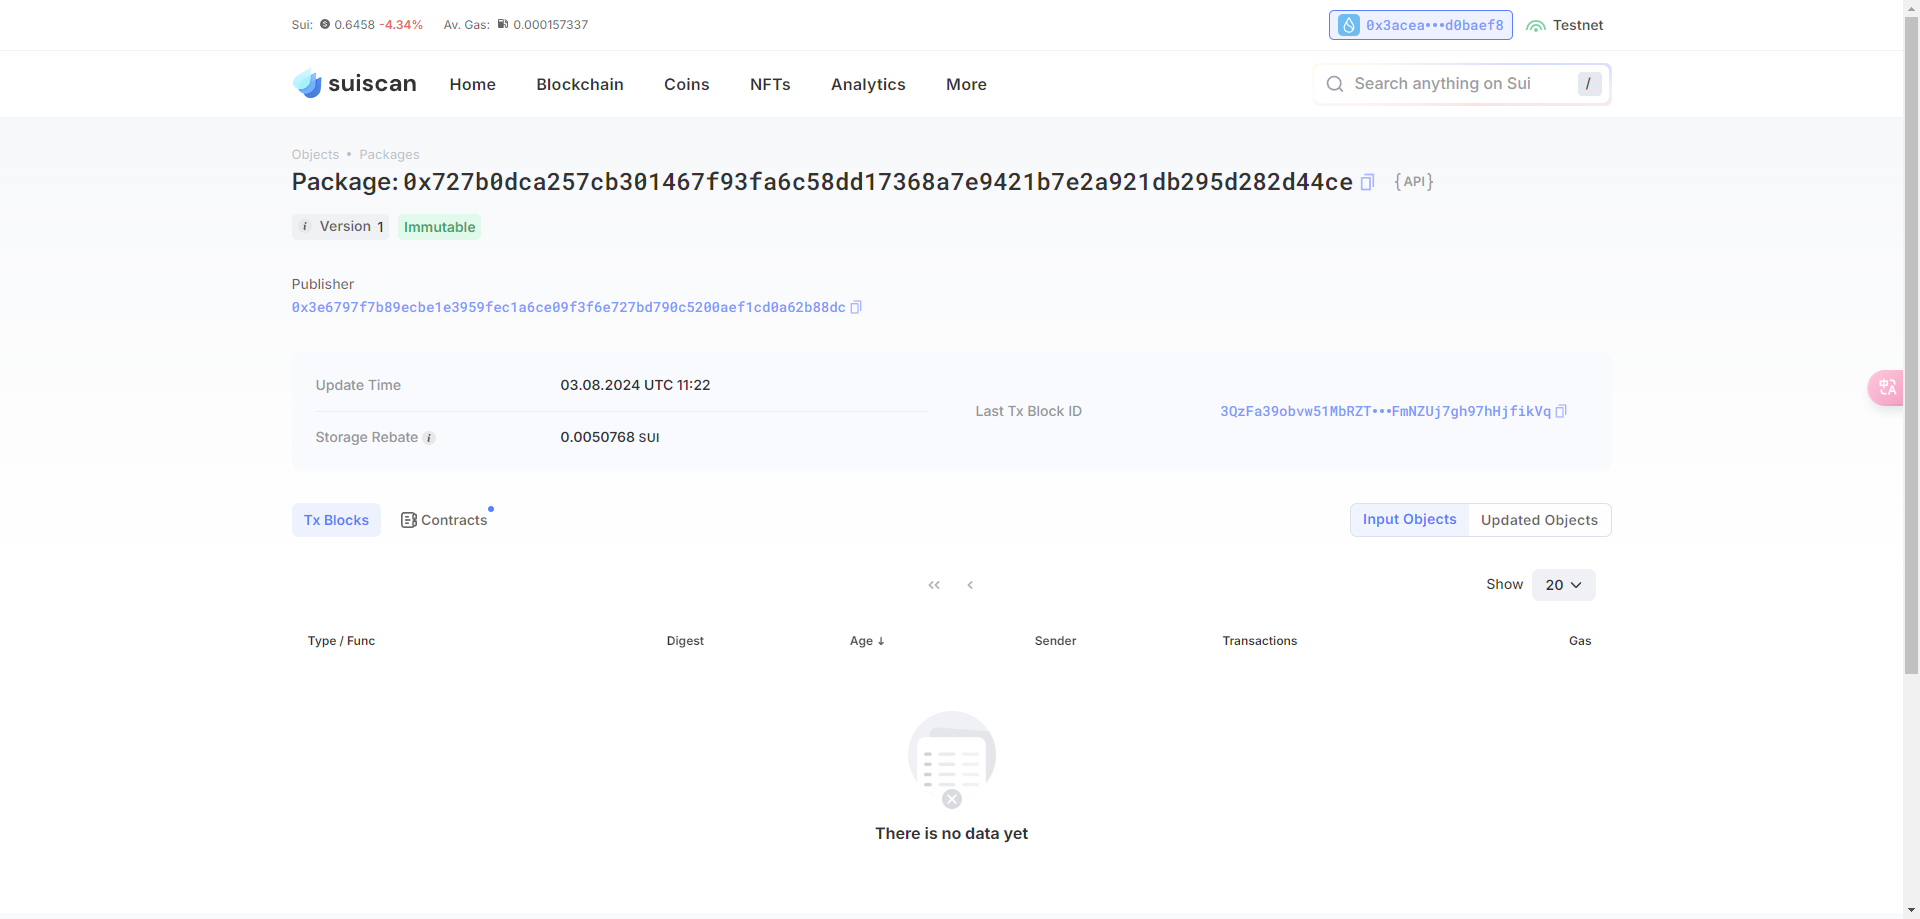 Sui: 0.6458 -4.34% Av. Gas: 0.000157337
0x3acea•••d0baef8 Testnet
suiscan Home Blockchain Coins NFTs Analytics More
Search anything on Sui /
Objects • Packages
Package: 0x727b0dca257cb301467f93fa6c58dd17368a7e9421b7e2a921db295d282d44ce {API}
i Version 1 Immutable
Publisher
0x3e6797f7b89ecbe1e3959fec1a6ce09f3f6e727bd790c5200aef1cd0a62b88dc
Update Time 03.08.2024 UTC 11:22
Last Tx Block ID 3QzFa39obvw51MbRZT•••FmNZUj7gh97hHjfikVq
Storage Rebate i 0.0050768 SUI
中A
Tx Blocks Contracts
Input Objects Updated Objects
Show 20
Type / Func Digest Age ↓ Sender Transactions Gas
There is no data yet